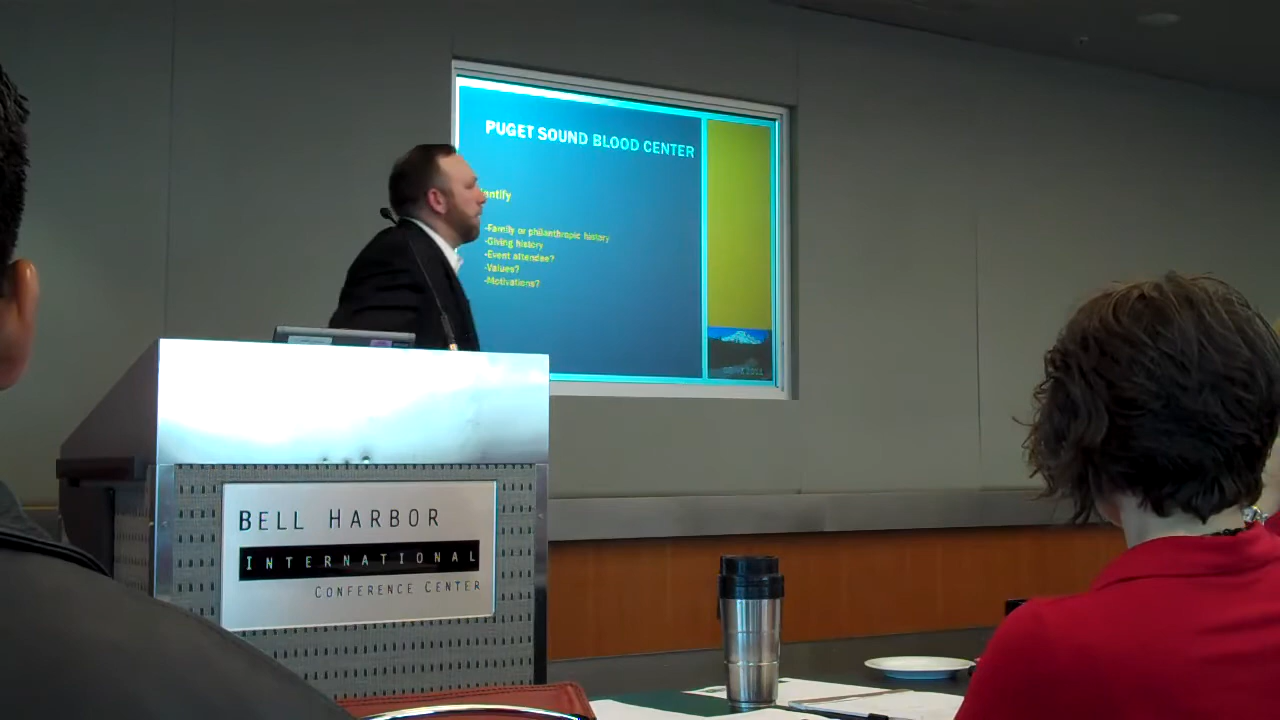 PUGET SOUND BLOOD CENTER
entify
-Family or philanthropic history
-Giving history
-Event attendee?
-Values?
-Motivations?
BELL HARBOR
INTERNATIONAL
CONFERENCE CENTER